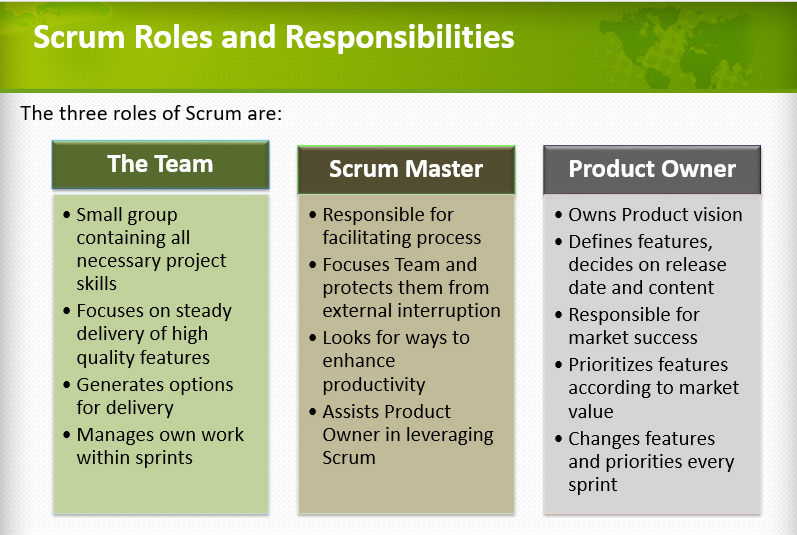 Scrum Roles and Responsibilities
The three roles of Scrum are:
The Team
• Small group
containing all
necessary project
skills
• Focuses on steady
delivery of high
quality features
• Generates options
for delivery
• Manages own work
within sprints
Scrum Master
• Responsible for
facilitating process
• Focuses Team and
protects them from
external interruption
• Looks for ways to
enhance
productivity
• Assists Product
Owner in leveraging
Scrum
Product Owner
• Owns Product vision
• Defines features,
decides on release
date and content
• Responsible for
market success
• Prioritizes features
according to market
value
• Changes features
and priorities every
sprint